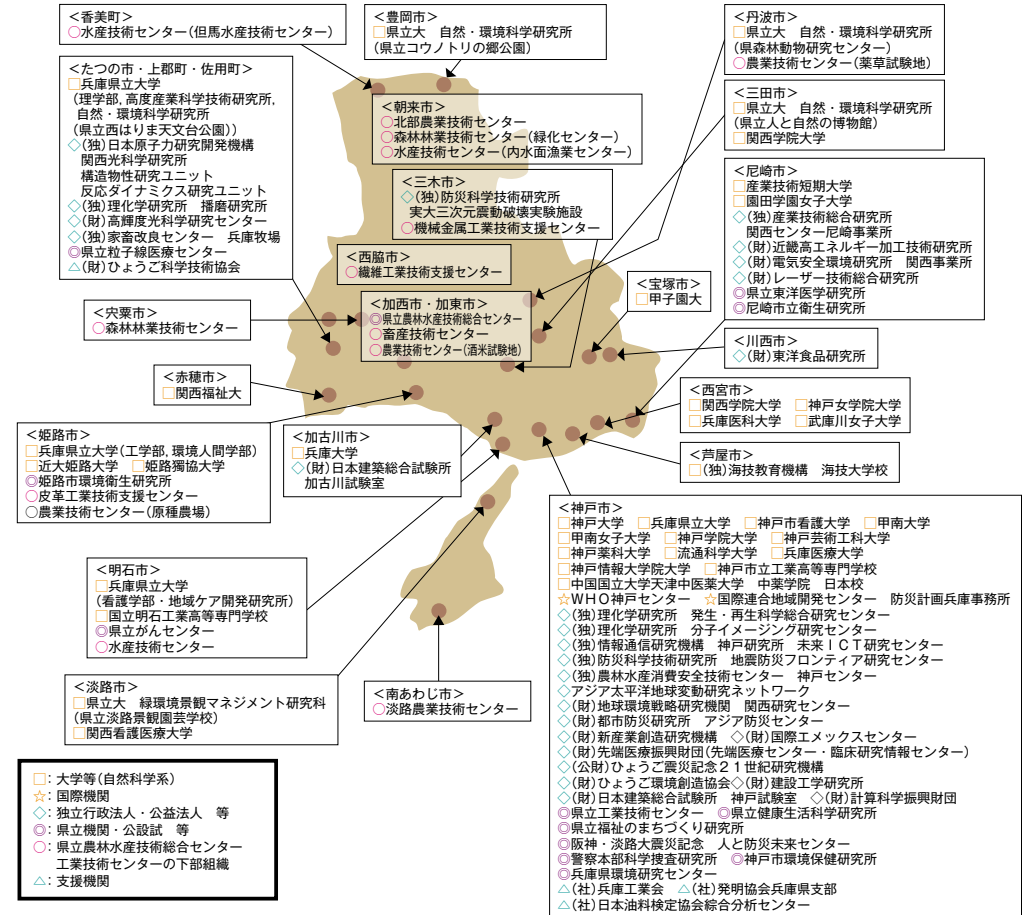 <香美町>
○水産技術センター(但馬水産技術センター)
<豊岡市>
□県立大　自然・環境科学研究所
(県立コウノトリの郷公園)
<丹波市>
□県立大　自然・環境科学研究所
(県森林動物研究センター)
○農業技術センター(薬草試験地)
<たつの市・上郡町・佐用町>
□兵庫県立大学
(理学部,高度産業科学技術研究所,
自然・環境科学研究所
(県立西はりま天文台公園))
◇(独)日本原子力研究開発機構
関西光科学研究所
構造物性研究ユニット
反応ダイナミクス研究ユニット
◇(独)理化学研究所　播磨研究所
◇(財)高輝度光科学研究センター
◇(独)家畜改良センター　兵庫牧場
◎県立粒子線医療センター
△(財)ひょうご科学技術協会
<朝来市>
○北部農業技術センター
○森林林業技術センター(緑化センター)
○水産技術センター(内水面漁業センター)
<三田市>
□県立大　自然・環境科学研究所
(県立人と自然の博物館)
□関西学院大学
<三木市>
◇(独)防災科学技術研究所
実大三次元震動破壊実験施設
○機械金属工業技術支援センター
<尼崎市>
□産業技術短期大学
□園田学園女子大学
◇(独)産業技術総合研究所
関西センター尼崎事業所
◇(財)近畿高エネルギー加工技術研究所
◇(財)電気安全環境研究所　関西事業所
◇(財)レーザー技術総合研究所
◎県立東洋医学研究所
◎尼崎市立衛生研究所
<西脇市>
○繊維工業技術支援センター
<宝塚市>
□甲子園大
<宍粟市>
○森林林業技術センター
<加西市・加東市>
◎県立農林水産技術総合センター
○畜産技術センター
○農業技術センター(酒米試験地)
<川西市>
◇(財)東洋食品研究所
<赤穂市>
□関西福祉大
<西宮市>
□関西学院大学　□神戸女学院大学
□兵庫医科大学　□武庫川女子大学
<姫路市>
□兵庫県立大学(工学部,環境人間学部)
□近大姫路大学　□姫路獨協大学
◎姫路市環境衛生研究所
○皮革工業技術支援センター
○農業技術センター(原種農場)
<加古川市>
□兵庫大学
◇(財)日本建築総合試験所
加古川試験室
<芦屋市>
□(独)海技教育機構　海技大学校
<神戸市>
□神戸大学　□兵庫県立大学　□神戸市看護大学　□甲南大学
□甲南女子大学　□神戸学院大学　□神戸芸術工科大学
□神戸薬科大学　□流通科学大学　□兵庫医療大学
□神戸情報大学院大学　□神戸市立工業高等専門学校
□中国国立大学天津中医薬大学　中薬学院　日本校
☆WHO神戸センター　☆国際連合地域開発センター　防災計画兵庫事務所
◇(独)理化学研究所　発生・再生科学総合研究センター
◇(独)理化学研究所　分子イメージング研究センター
◇(独)情報通信研究機構　神戸研究所　未来ICT研究センター
◇(独)防災科学技術研究所　地震防災フロンティア研究センター
◇(独)農林水産消費安全技術センター　神戸センター
◇アジア太平洋地球変動研究ネットワーク
◇(財)地球環境戦略研究機関　関西研究センター
◇(財)都市防災研究所　アジア防災センター
◇(財)新産業創造研究機構　◇(財)国際エメックスセンター
◇(財)先端医療振興財団(先端医療センター・臨床研究情報センター)
◇(公財)ひょうご震災記念21世紀研究機構
◇(財)ひょうご環境創造協会◇(財)建設工学研究所
◇(財)日本建築総合試験所　神戸試験室　◇(財)計算科学振興財団
◎県立工業技術センター　◎県立健康生活科学研究所
◎県立福祉のまちづくり研究所
◎阪神・淡路大震災記念　人と防災未来センター
◎警察本部科学捜査研究所　◎神戸市環境保健研究所
◎兵庫県環境研究センター
△(社)兵庫工業会　△(社)発明協会兵庫県支部
△(社)日本油料検定協会綜合分析センター
<明石市>
□兵庫県立大学
(看護学部・地域ケア開発研究所)
□国立明石工業高等専門学校
◎県立がんセンター
○水産技術センター
<淡路市>
□県立大　緑環境景観マネジメント研究科
(県立淡路景観園芸学校)
□関西看護医療大学
<南あわじ市>
○淡路農業技術センター
□：大学等(自然科学系)
☆：国際機関
◇：独立行政法人・公益法人　等
◎：県立機関・公設試　等
○：県立農林水産技術総合センター
工業技術センターの下部組織
△：支援機関